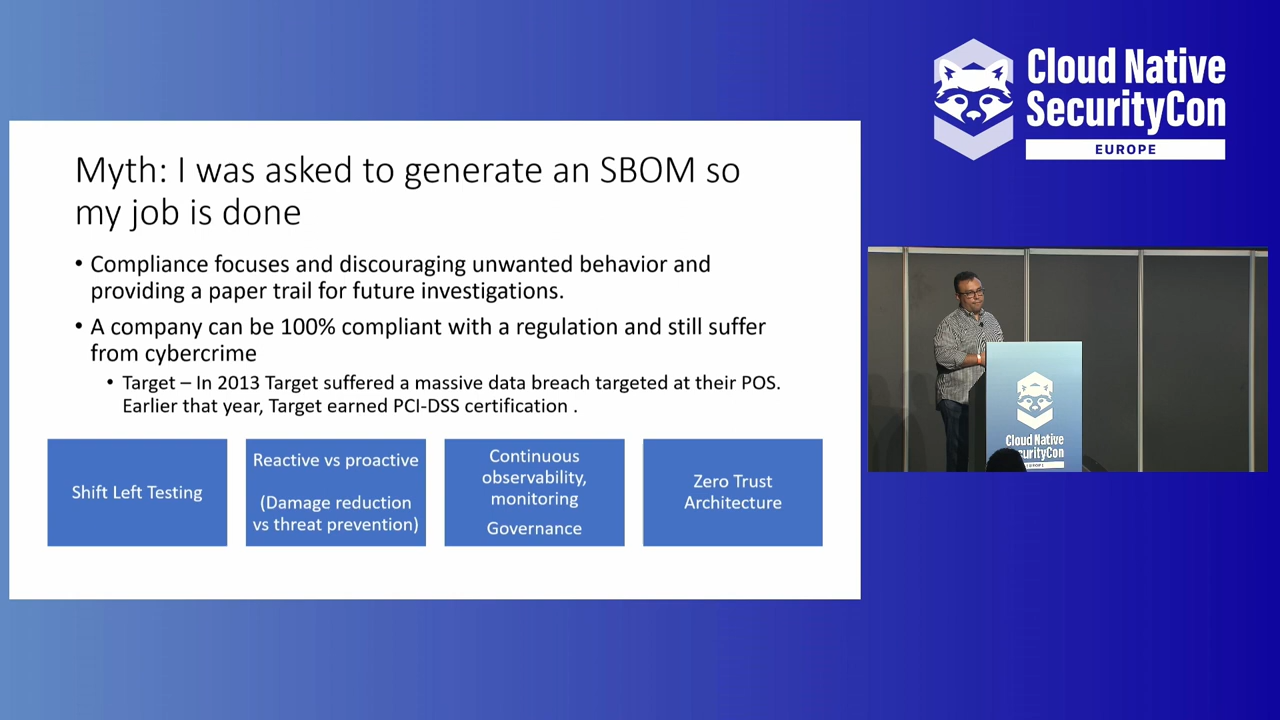 Cloud Native
SecurityCon
EUROPE
Myth: I was asked to generate an SBOM so
my job is done
• Compliance focuses and discouraging unwanted behavior and
providing a paper trail for future investigations.
• A company can be 100% compliant with a regulation and still suffer
from cybercrime
• Target – In 2013 Target suffered a massive data breach targeted at their POS.
Earlier that year, Target earned PCI-DSS certification .
Shift Left Testing
Reactive vs proactive
(Damage reduction
vs threat prevention)
Continuous
observability,
monitoring
Governance
Zero Trust
Architecture
Cloud Native
curityCon